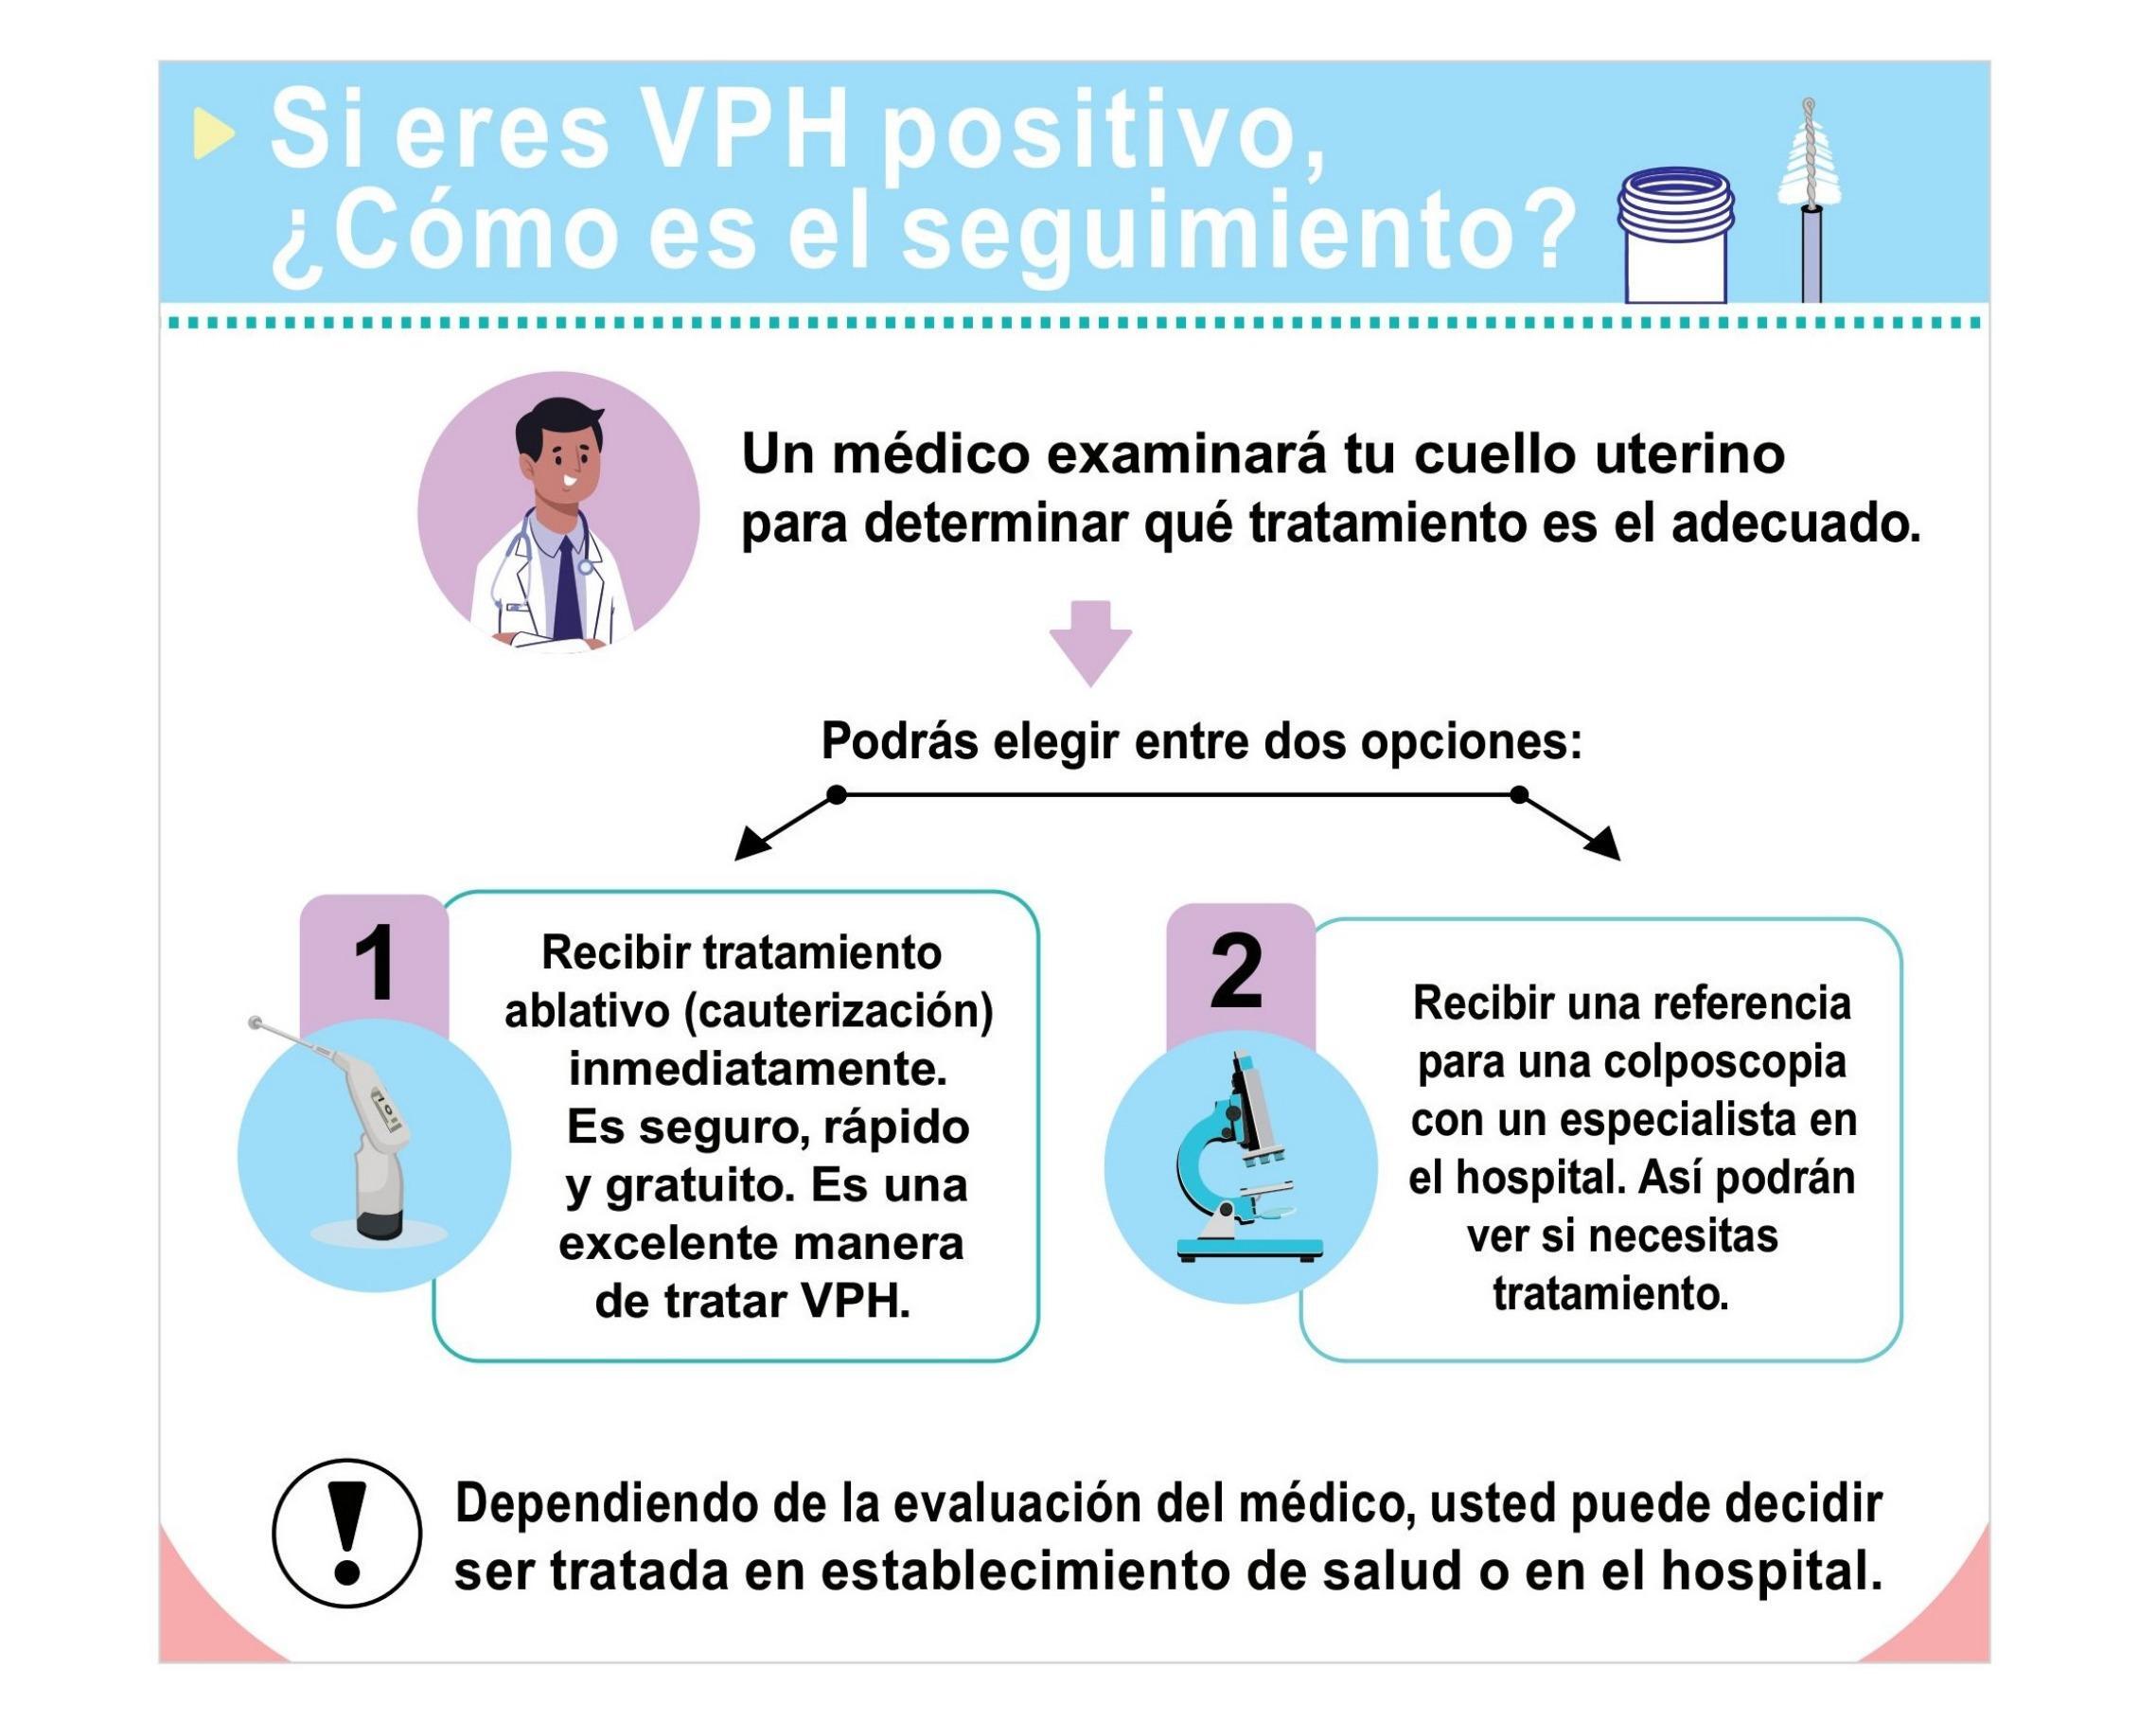 Si eres VPH positivo,
¿Cómo es el seguimiento?
Un médico examinará tu cuello uterino
para determinar qué tratamiento es el adecuado.
Podrás elegir entre dos opciones:
1
Recibir tratamiento
ablativo (cauterización)
inmediatamente.
Es seguro, rápido
y gratuito. Es una
excelente manera
de tratar VPH.
2
Recibir una referencia
para una colposcopia
con un especialista en
el hospital. Así podrán
ver si necesitas
tratamiento.
Dependiendo de la evaluación del médico, usted puede decidir
ser tratada en establecimiento de salud o en el hospital.